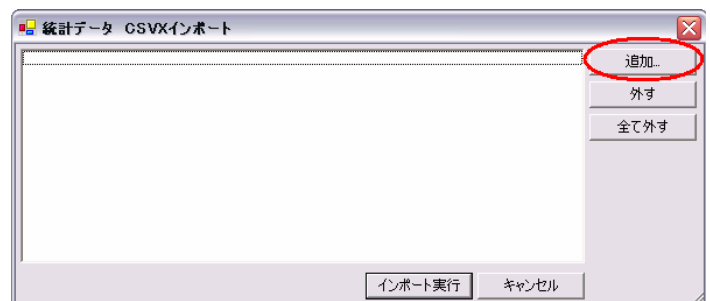 統計データ CSVXインポート
追加...
外す
全て外す
インポート実行
キャンセル